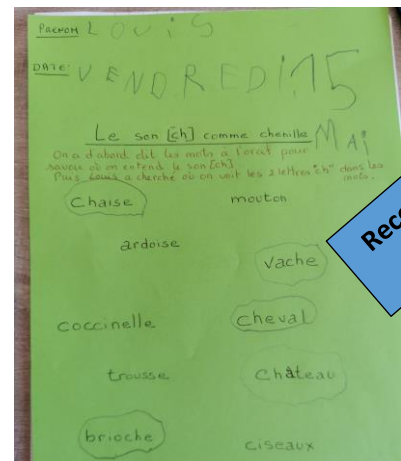 PRÉNOM LOUIS
DATE: VENDREDI 15
MAI
Le son [ch] comme chenille
On a d'abord dit les mots à l'oral pour
savoir où on entend le son [ch].
Puis a cherché où on voit les 2 lettres "ch" dans les
mots.
Chaise mouton
ardoise
Vache
coccinelle cheval
trousse Château
brioche ciseaux
Reco